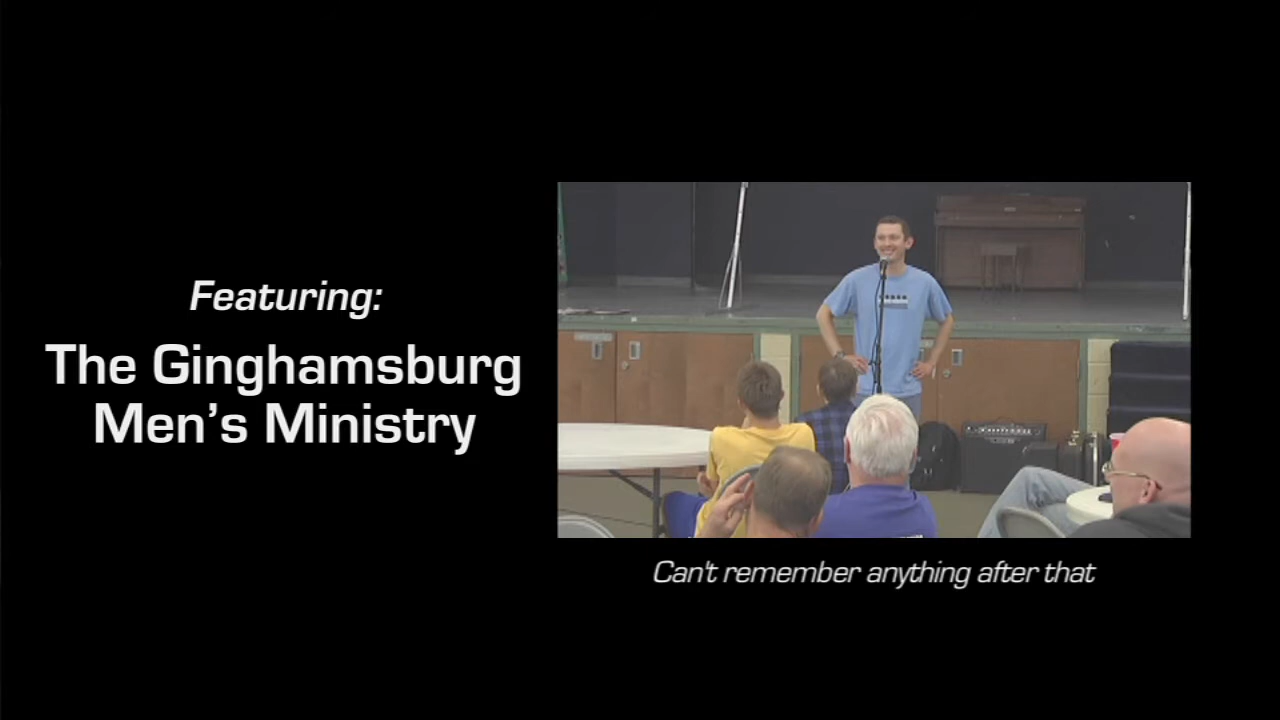 Featuring:
The Ginghamsburg
Men's Ministry
Can't remember anything after that